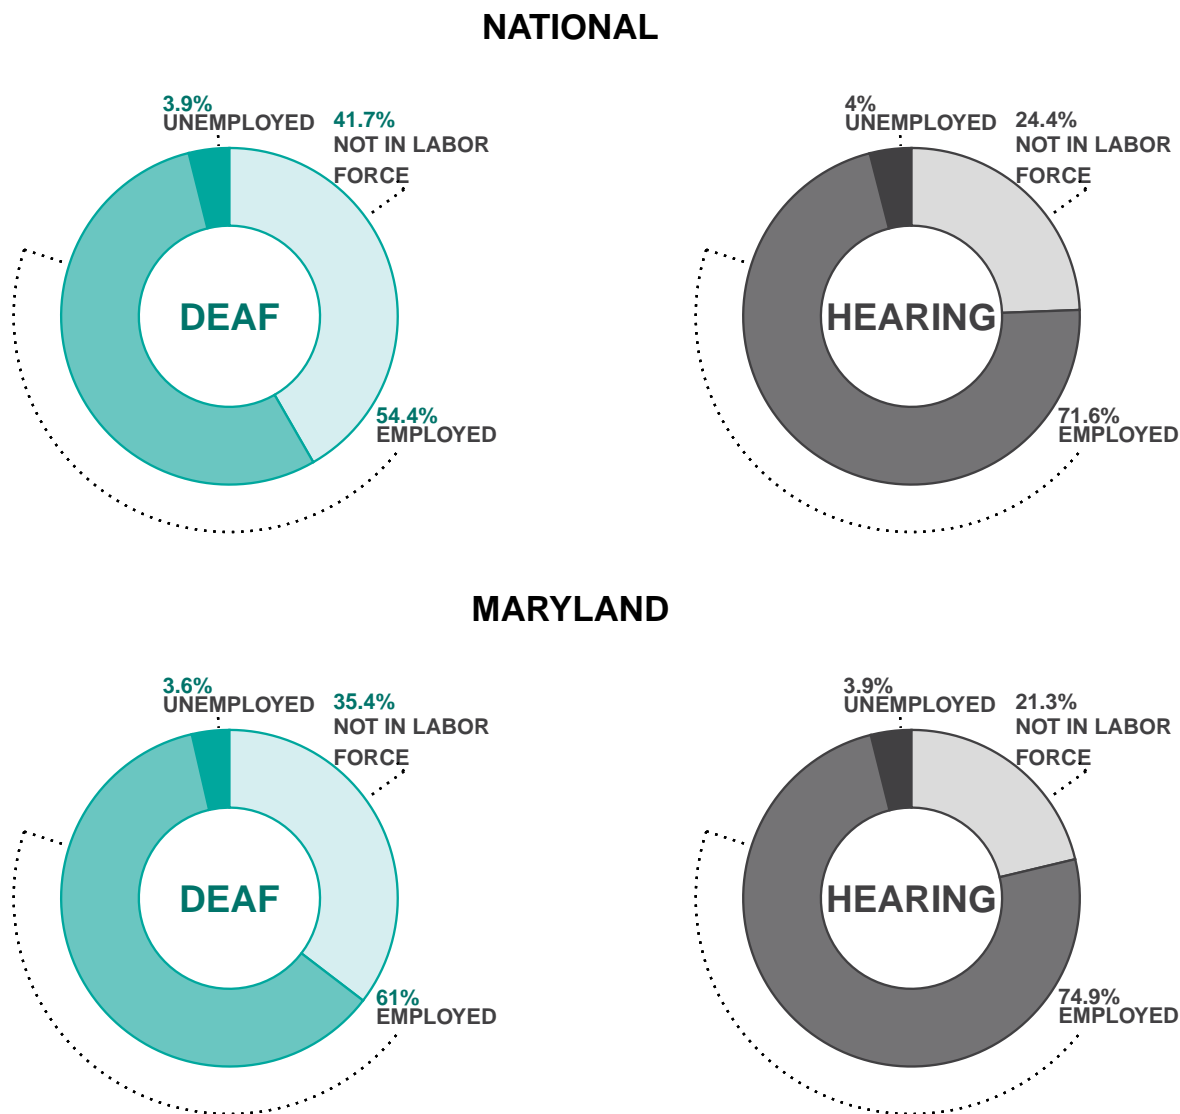 NATIONAL
3.9%
UNEMPLOYED
41.7%
NOT IN LABOR
FORCE
DEAF
54.4%
EMPLOYED
4%
UNEMPLOYED
24.4%
NOT IN LABOR
FORCE
HEARING
71.6%
EMPLOYED
MARYLAND
3.6%
UNEMPLOYED
35.4%
NOT IN LABOR
FORCE
DEAF
61%
EMPLOYED
3.9%
UNEMPLOYED
21.3%
NOT IN LABOR
FORCE
HEARING
74.9%
EMPLOYED